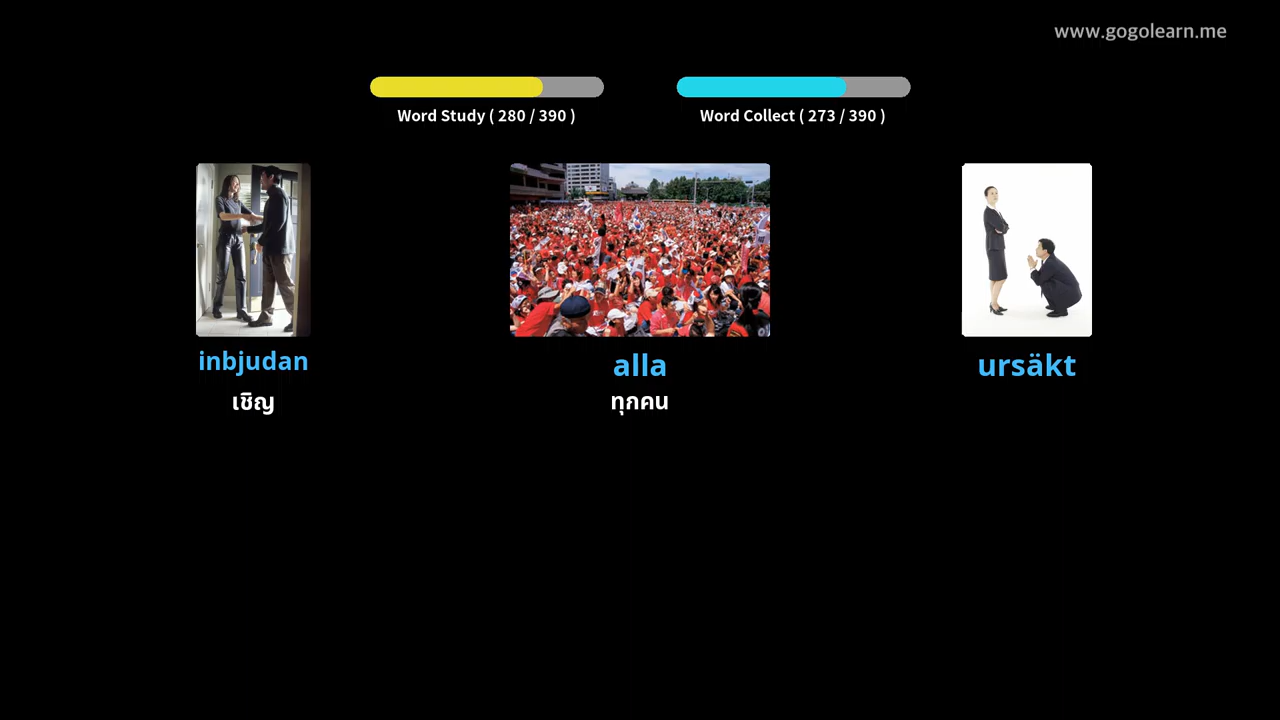 www.gogolearn.me
Word Study ( 280 / 390 )
Word Collect ( 273 / 390 )
inbjudan
alla
ursäkt
เชิญ
ทุกคน